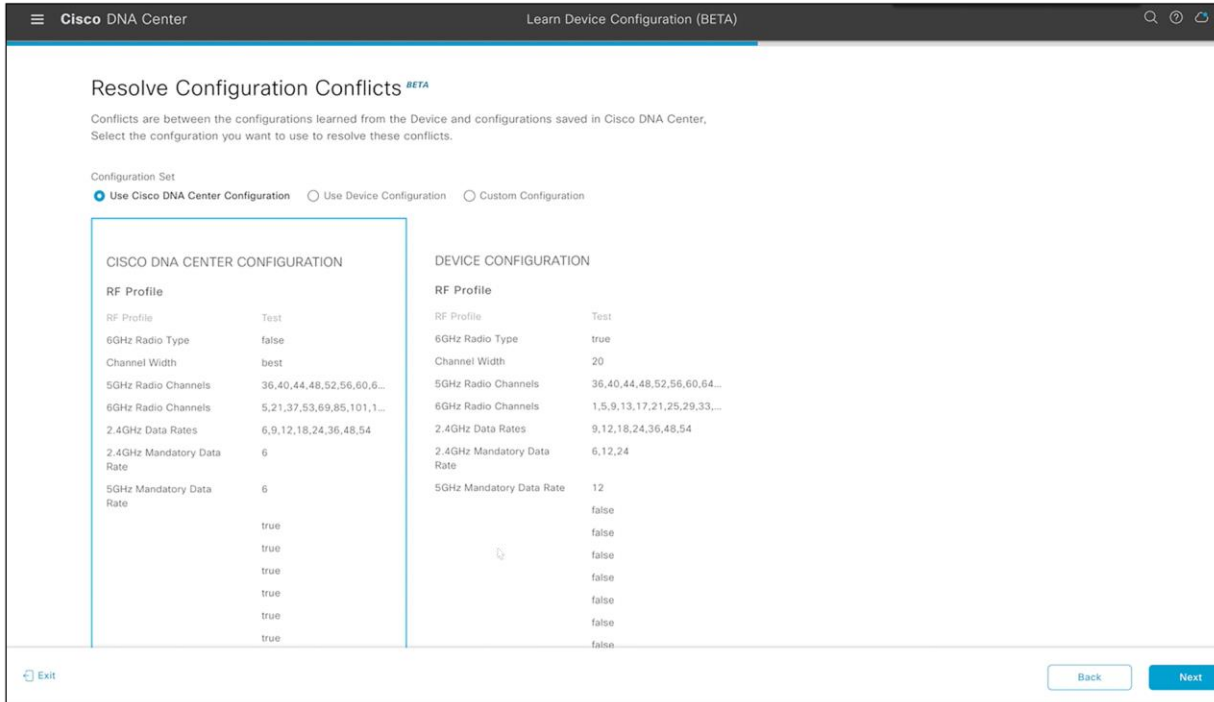 Cisco DNA Center
Learn Device Configuration (BETA)
Resolve Configuration Conflicts BETA
Conflicts are between the configurations learned from the Device and configurations saved in Cisco DNA Center,
Select the confguration you want to use to resolve these conflicts.
Configuration Set
Use Cisco DNA Center Configuration Use Device Configuration Custom Configuration
CISCO DNA CENTER CONFIGURATION
RF Profile
RF Profile Test
6GHz Radio Type false
Channel Width best
5GHz Radio Channels 36,40,44,48,52,56,60,6...
6GHz Radio Channels 5,21,37,53,69,85,101,1...
2.4GHz Data Rates 6,9,12,18,24,36,48,54
2.4GHz Mandatory Data 6
Rate
5GHz Mandatory Data 6
Rate
true
true
true
true
true
true
DEVICE CONFIGURATION
RF Profile
RF Profile Test
6GHz Radio Type true
Channel Width 20
5GHz Radio Channels 36,40,44,48,52,56,60,64...
6GHz Radio Channels 1,5,9,13,17,21,25,29,33,...
2.4GHz Data Rates 9,12,18,24,36,48,54
2.4GHz Mandatory Data 6,12,24
Rate
5GHz Mandatory Data Rate 12
false
false
false
false
false
false
false
Exit
Back
Next